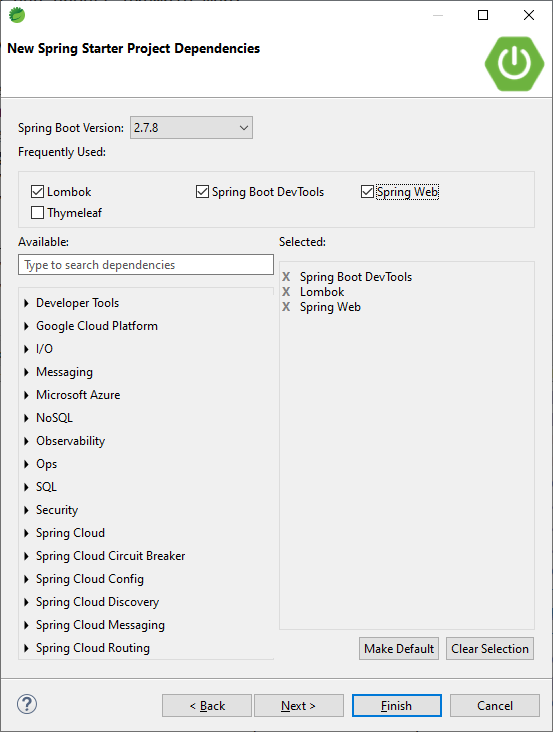 New Spring Starter Project Dependencies
Spring Boot Version: 2.7.8
Frequently Used:
Lombok Spring Boot DevTools Spring Web
Thymeleaf
Available:
Type to search dependencies
Developer Tools
Google Cloud Platform
I/O
Messaging
Microsoft Azure
NoSQL
Observability
Ops
SQL
Security
Spring Cloud
Spring Cloud Circuit Breaker
Spring Cloud Config
Spring Cloud Discovery
Spring Cloud Messaging
Spring Cloud Routing
Selected:
X Spring Boot DevTools
X Lombok
X Spring Web
Make Default Clear Selection
? < Back Next > Finish Cancel